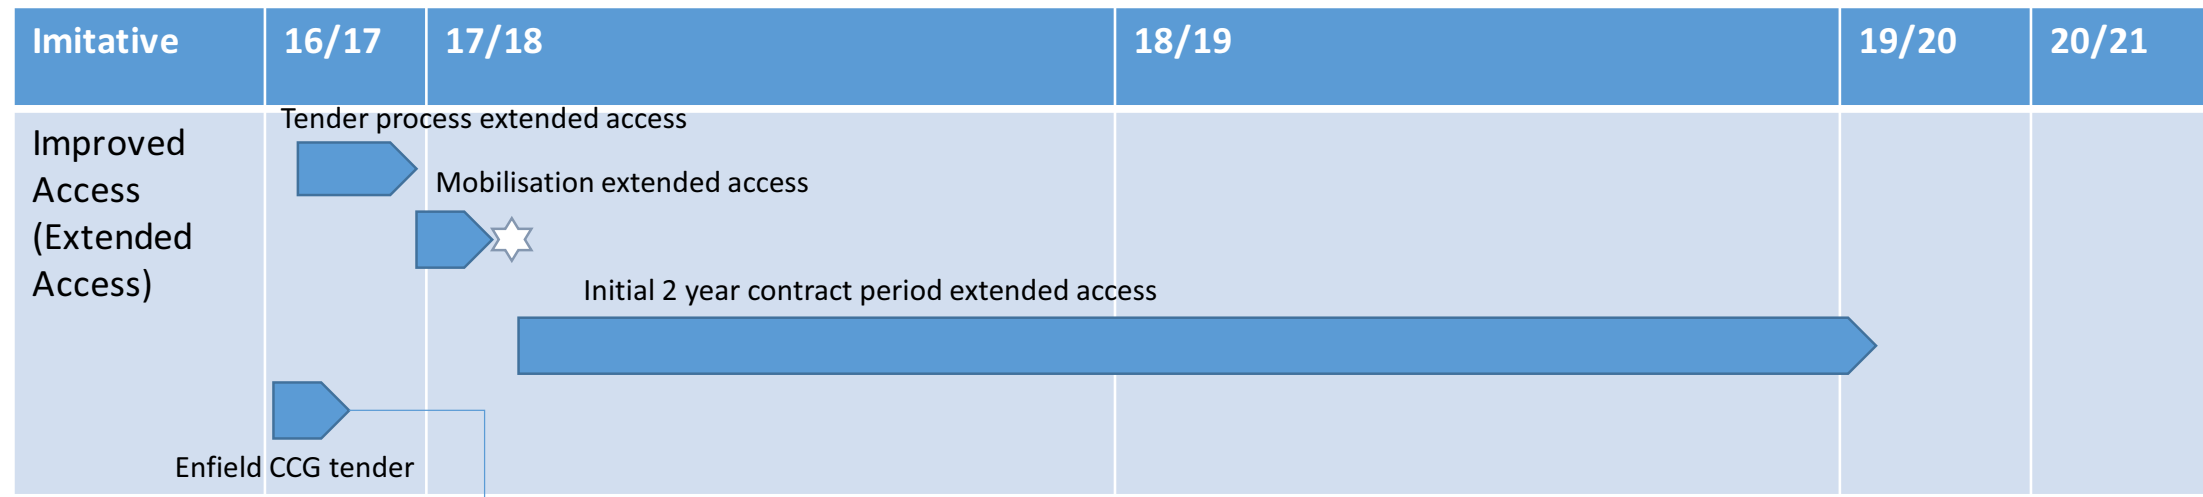 Imitative 16/17 17/18 18/19 19/20 20/21
Tender process extended access
Improved
Access
(Extended
Access)
Mobilisation extended access
Initial 2 year contract period extended access
Enfield CCG tender